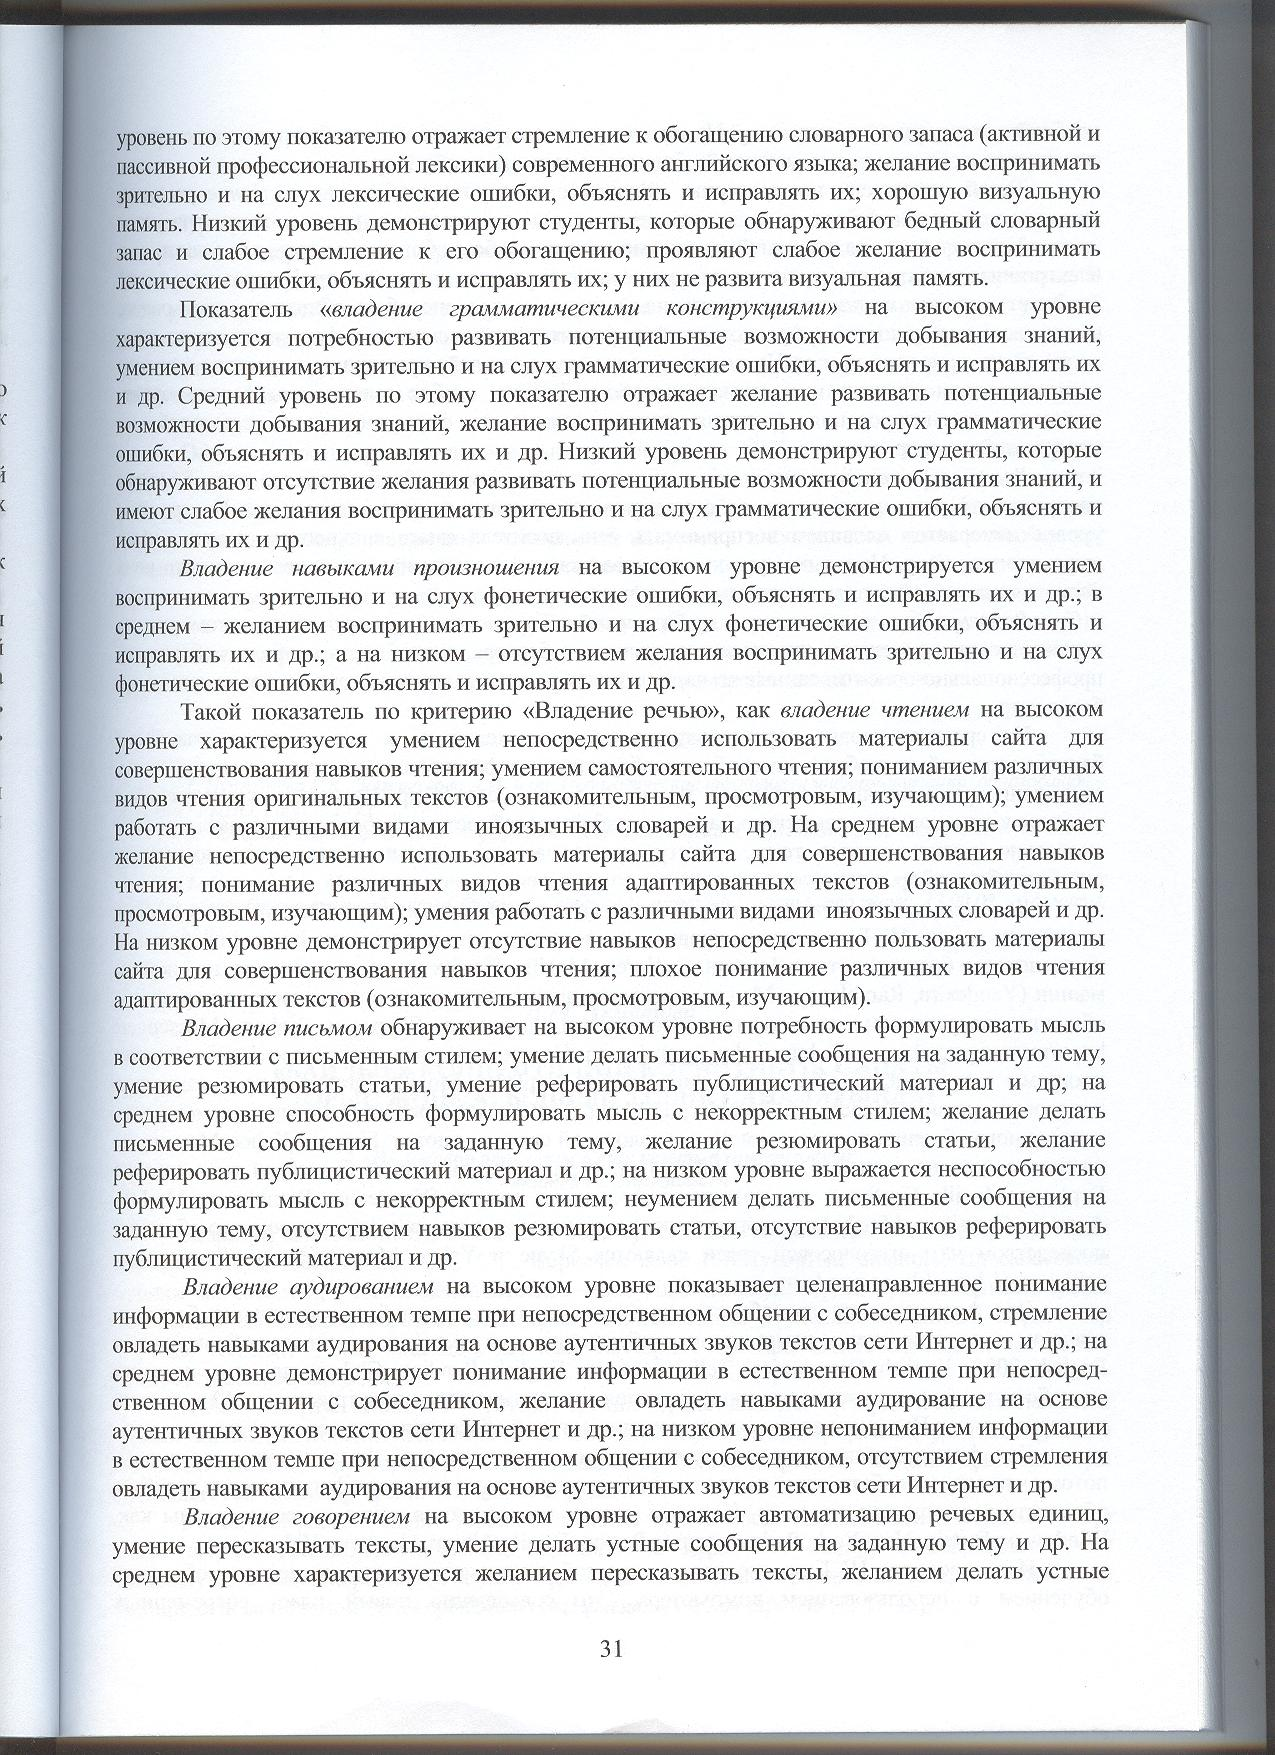 уровень по этому показателю отражает стремление к обогащению словарного запаса (активной и
пассивной профессиональной лексики) современного английского языка; желание воспринимать
зрительно и на слух лексические ошибки, объяснять и исправлять их; хорошую визуальную
память. Низкий уровень демонстрируют студенты, которые обнаруживают бедный словарный
запас и слабое стремление к его обогащению; проявляют слабое желание воспринимать
лексические ошибки, объяснять и исправлять их; у них не развита визуальная память.
Показатель «владение грамматическими конструкциями» на высоком уровне
характеризуется потребностью развивать потенциальные возможности добывания знаний,
умением воспринимать зрительно и на слух грамматические ошибки, объяснять и исправлять их
и др. Средний уровень по этому показателю отражает желание развивать потенциальные
возможности добывания знаний, желание воспринимать зрительно и на слух грамматические
ошибки, объяснять и исправлять их и др. Низкий уровень демонстрируют студенты, которые
обнаруживают отсутствие желания развивать потенциальные возможности добывания знаний, и
имеют слабое желания воспринимать зрительно и на слух грамматические ошибки, объяснять и
исправлять их и др.
Владение навыками произношения на высоком уровне демонстрируется умением
воспринимать зрительно и на слух фонетические ошибки, объяснять и исправлять их и др.; в
среднем – желанием воспринимать зрительно и на слух фонетические ошибки, объяснять и
исправлять их и др.; а на низком – отсутствием желания воспринимать зрительно и на слух
фонетические ошибки, объяснять и исправлять их и др.
Такой показатель по критерию «Владение речью», как владение чтением на высоком
уровне характеризуется умением непосредственно использовать материалы сайта для
совершенствования навыков чтения; умением самостоятельного чтения; пониманием различных
видов чтения оригинальных текстов (ознакомительным, просмотровым, изучающим); умением
работать с различными видами иноязычных словарей и др. На среднем уровне отражает
желание непосредственно использовать материалы сайта для совершенствования навыков
чтения; понимание различных видов чтения адаптированных текстов (ознакомительным,
просмотровым, изучающим); умения работать с различными видами иноязычных словарей и др.
На низком уровне демонстрирует отсутствие навыков непосредственно пользовать материалы
сайта для совершенствования навыков чтения; плохое понимание различных видов чтения
адаптированных текстов (ознакомительным, просмотровым, изучающим).
Владение письмом обнаруживает на высоком уровне потребность формулировать мысль
в соответствии с письменным стилем; умение делать письменные сообщения на заданную тему,
умение резюмировать статьи, умение реферировать публицистический материал и др; на
среднем уровне способность формулировать мысль с некорректным стилем; желание делать
письменные сообщения на заданную тему, желание резюмировать статьи, желание
реферировать публицистический материал и др.; на низком уровне выражается неспособностью
формулировать мысль с некорректным стилем; неумением делать письменные сообщения на
заданную тему, отсутствием навыков резюмировать статьи, отсутствие навыков реферировать
публицистический материал и др.
Владение аудированием на высоком уровне показывает целенаправленное понимание
информации в естественном темпе при непосредственном общении с собеседником, стремление
овладеть навыками аудирования на основе аутентичных звуков текстов сети Интернет и др.; на
среднем уровне демонстрирует понимание информации в естественном темпе при непосред-
ственном общении с собеседником, желание овладеть навыками аудирование на основе
аутентичных звуков текстов сети Интернет и др.; на низком уровне непониманием информации
в естественном темпе при непосредственном общении с собеседником, отсутствием стремления
овладеть навыками аудирования на основе аутентичных звуков текстов сети Интернет и др.
Владение говорением на высоком уровне отражает автоматизацию речевых единиц,
умение пересказывать тексты, умение делать устные сообщения на заданную тему и др. На
среднем уровне характеризуется желанием пересказывать тексты, желанием делать устные
31